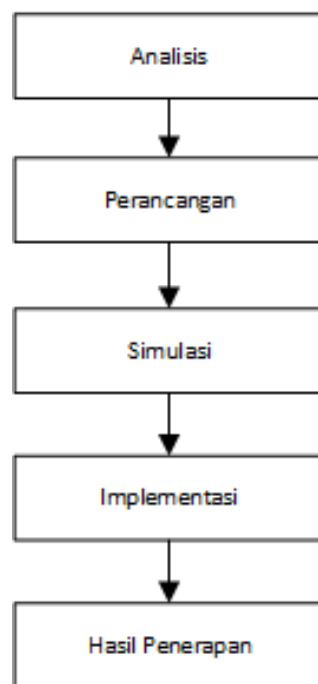 Analisis
Perancangan
Simulasi
Implementasi
Hasil Penerapan